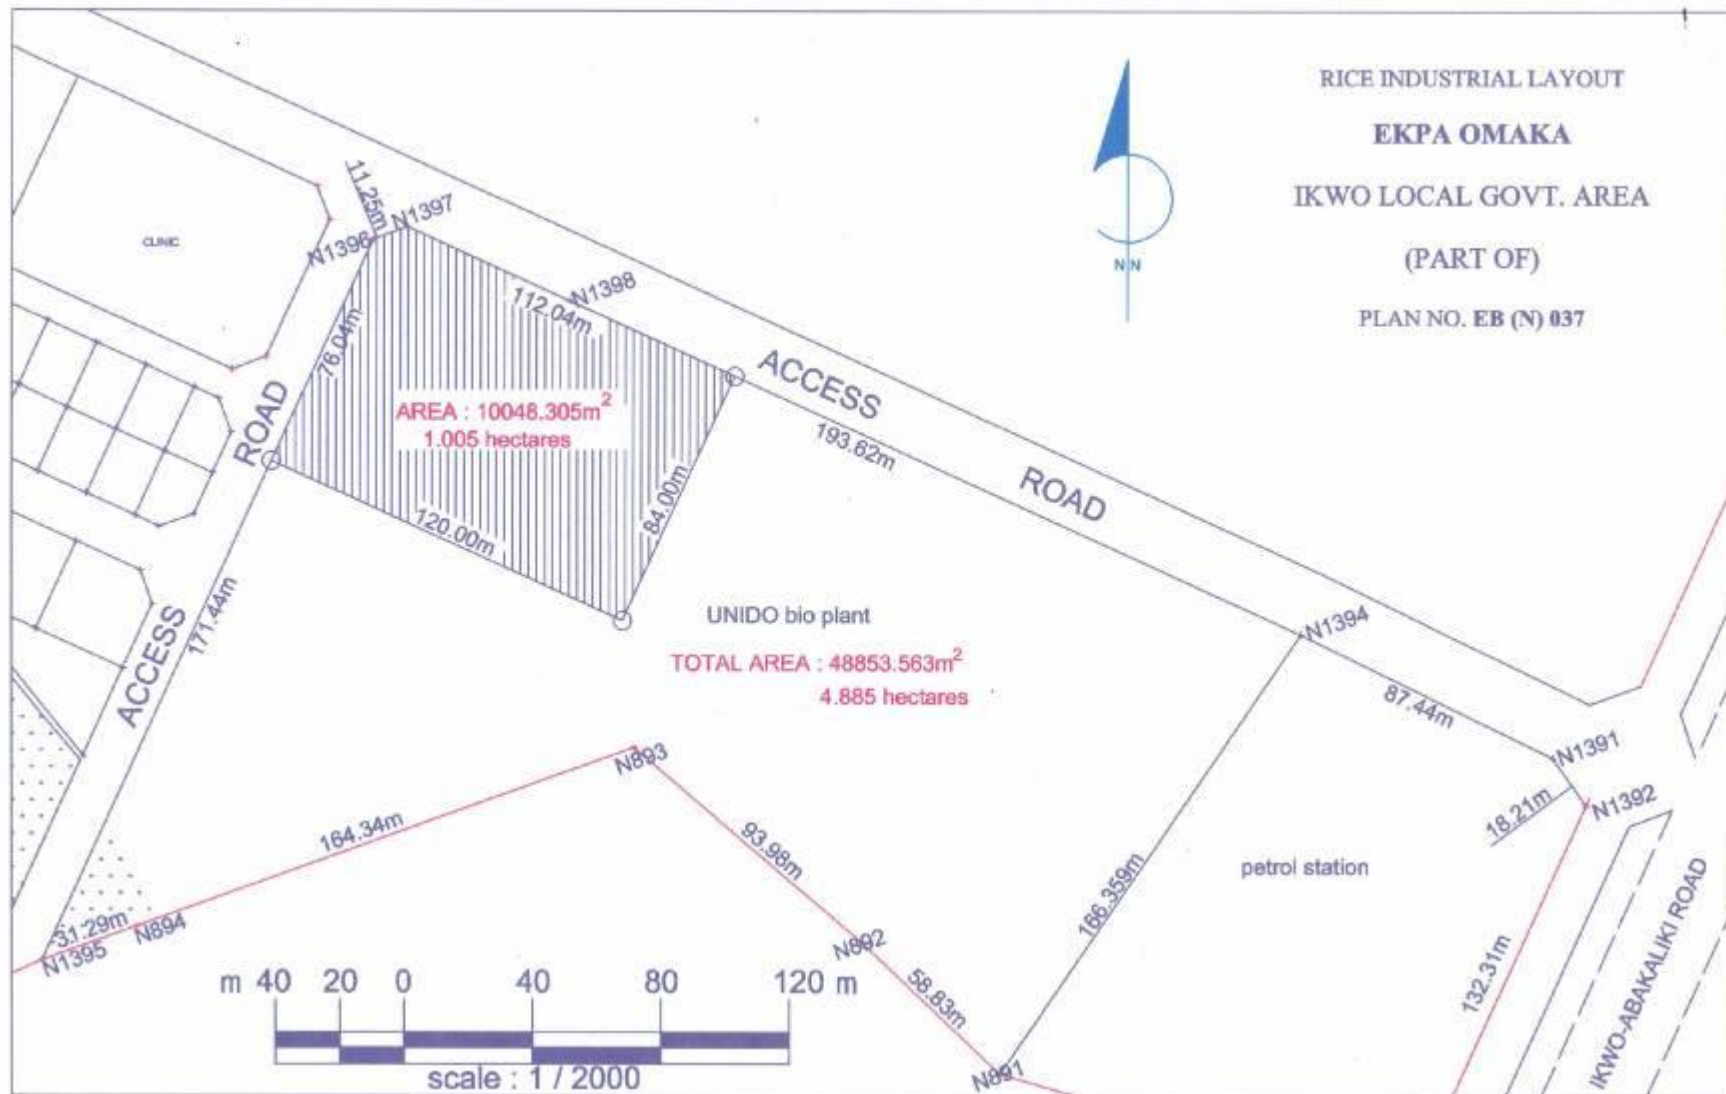 RICE INDUSTRIAL LAYOUT
EKPA OMAKA
IKWO LOCAL GOVT. AREA
(PART OF)
PLAN NO. EB (N) 037
N N
CLINIC
11.25m
N1397
N1396
N1398
112.04m
76.04m
AREA : 10048.305m²
1.005 hectares
84.00m
120.00m
ACCESS
ROAD
193.62m
ROAD
ACCESS
171.44m
UNIDO bio plant
TOTAL AREA : 48853.563m²
4.885 hectares
N1394
87.44m
N1391
N1392
18.21m
N893
164.34m
93.98m
166.359m
petrol station
31.29m
N894
N1395
N892
58.83m
132.31m
IKWO-ABAKALIKI ROAD
N891
m 40 20 0 40 80 120 m
scale : 1 / 2000